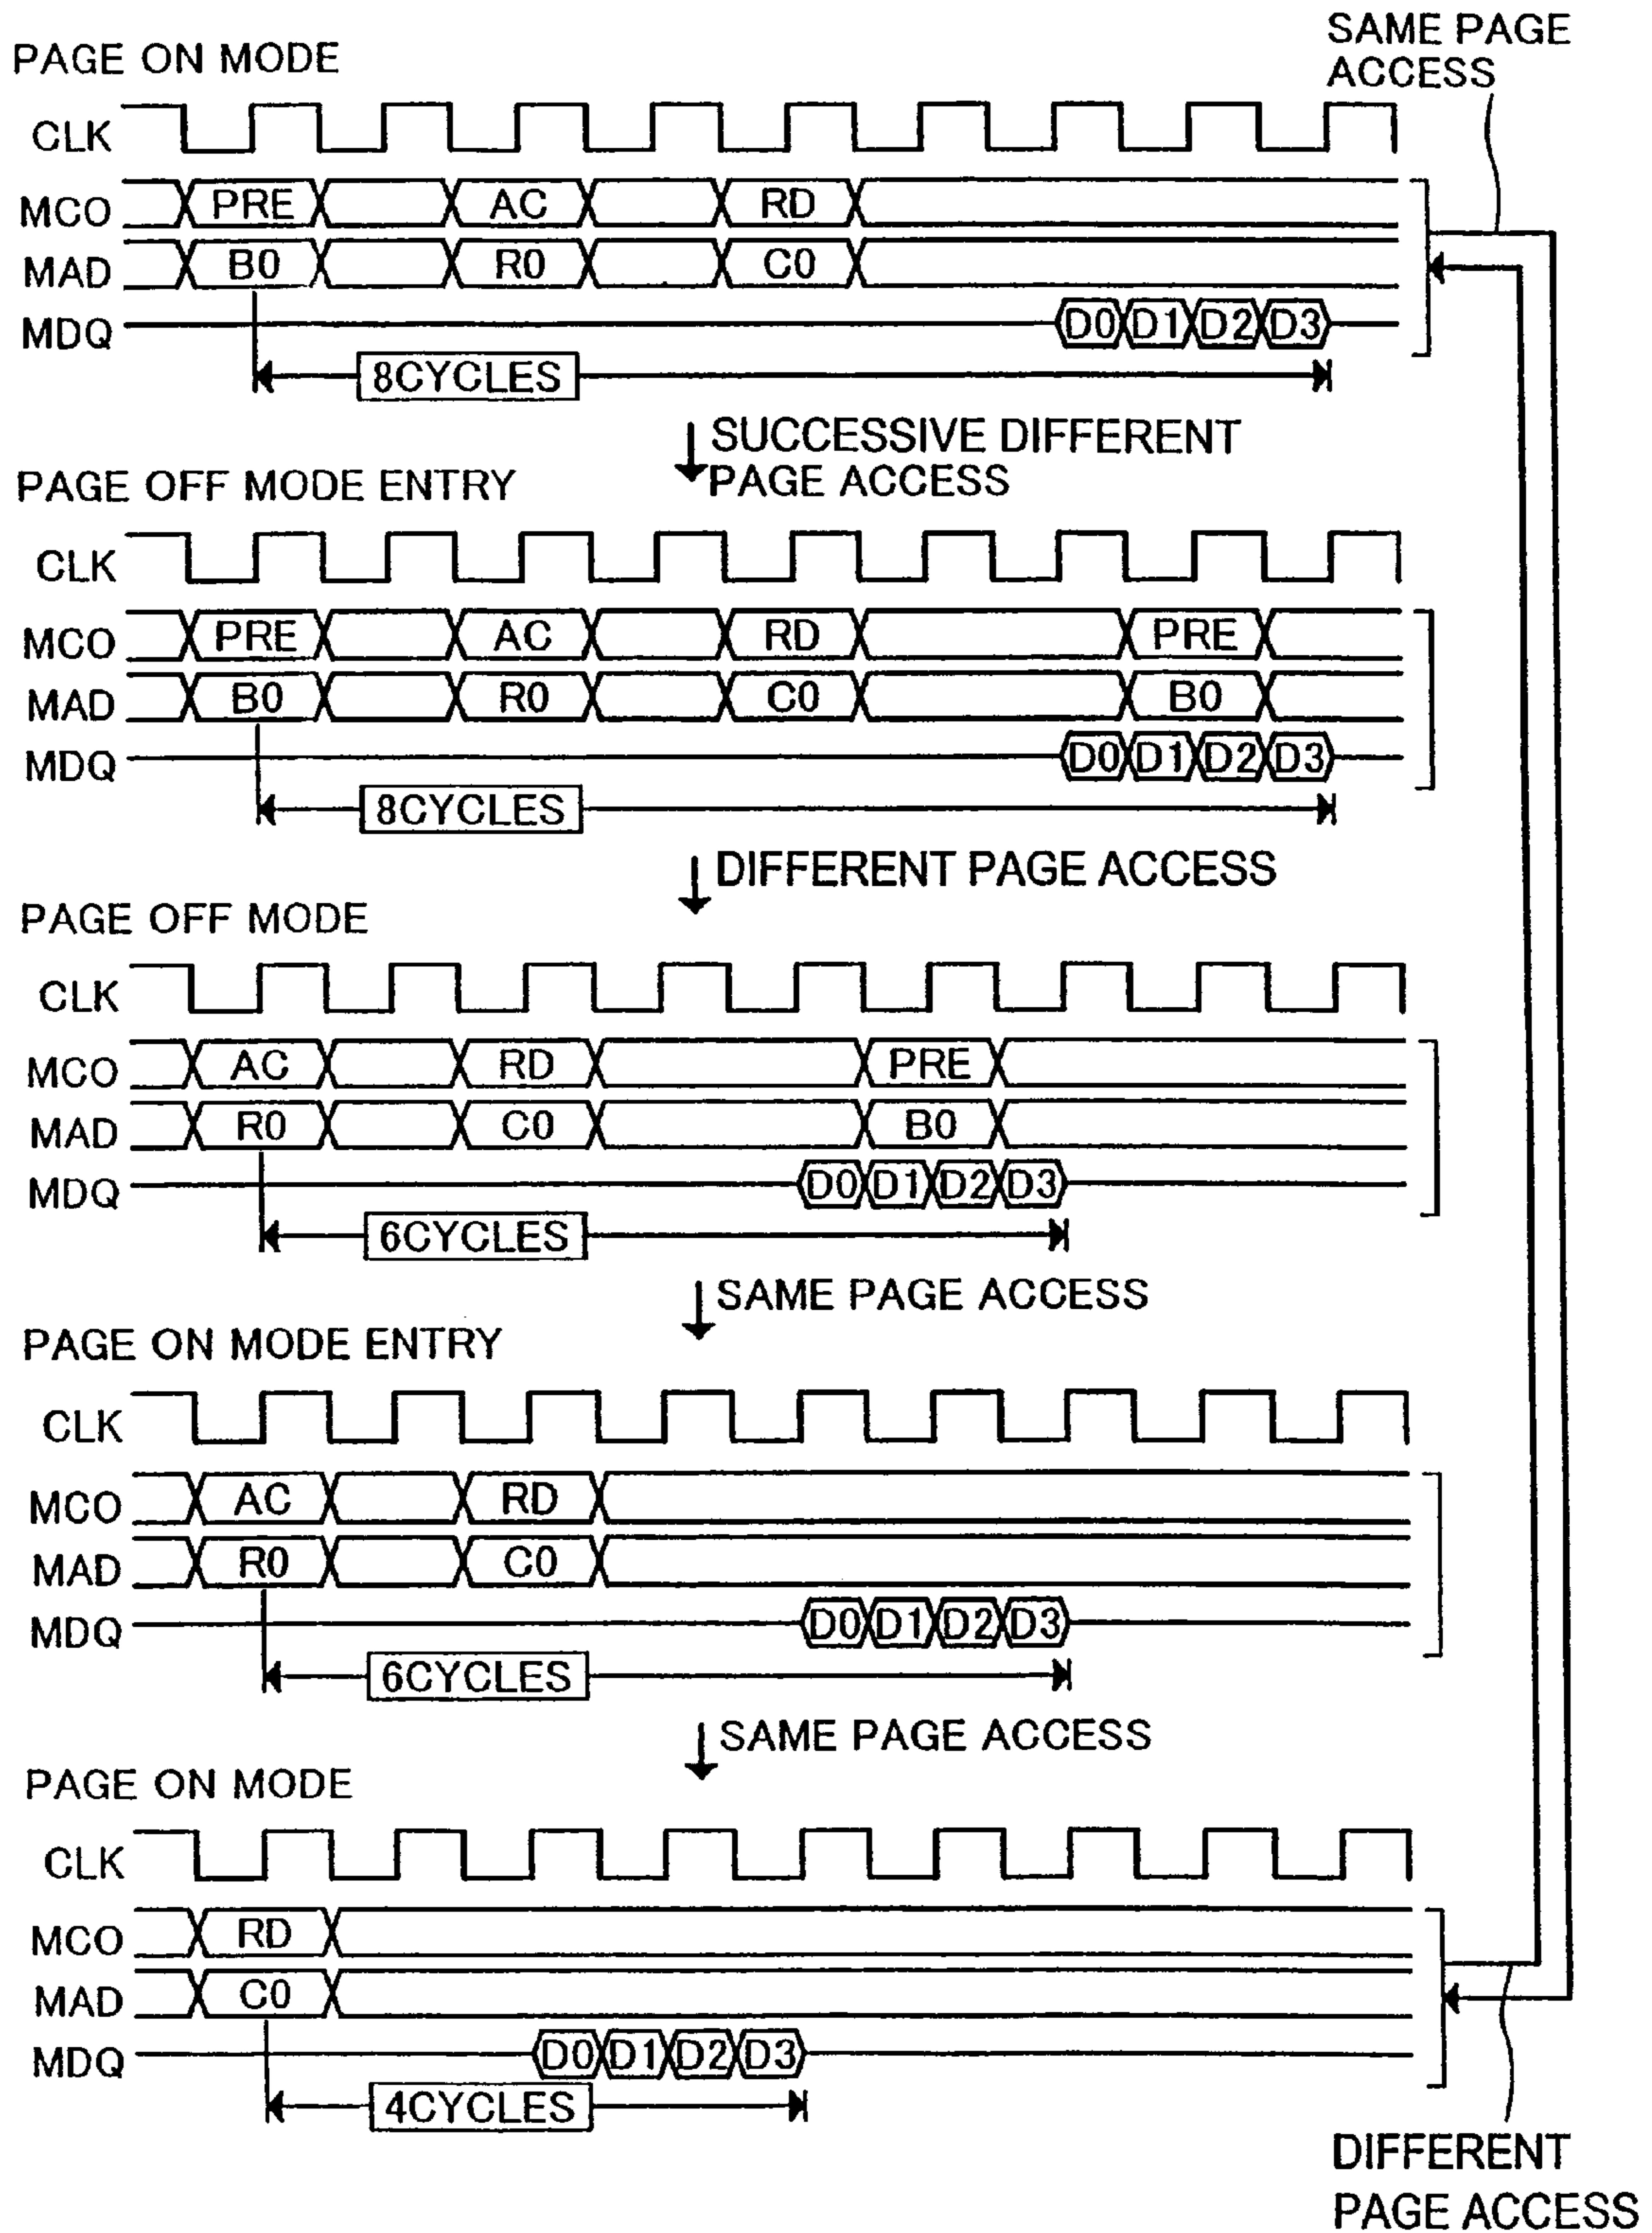 SAME PAGE
ACCESS
PAGE ON MODE
CLK
MCO PRE AC RD
MAD B0 R0 C0
MDQ D0 D1 D2 D3
8CYCLES
SUCCESSIVE DIFFERENT
PAGE ACCESS
PAGE OFF MODE ENTRY
CLK
MCO PRE AC RD PRE
MAD B0 R0 C0 B0
MDQ D0 D1 D2 D3
8CYCLES
DIFFERENT PAGE ACCESS
PAGE OFF MODE
CLK
MCO AC RD PRE
MAD R0 C0 B0
MDQ D0 D1 D2 D3
6CYCLES
SAME PAGE ACCESS
PAGE ON MODE ENTRY
CLK
MCO AC RD
MAD R0 C0
MDQ D0 D1 D2 D3
6CYCLES
SAME PAGE ACCESS
PAGE ON MODE
CLK
MCO RD
MAD C0
MDQ D0 D1 D2 D3
4CYCLES
DIFFERENT
PAGE ACCESS